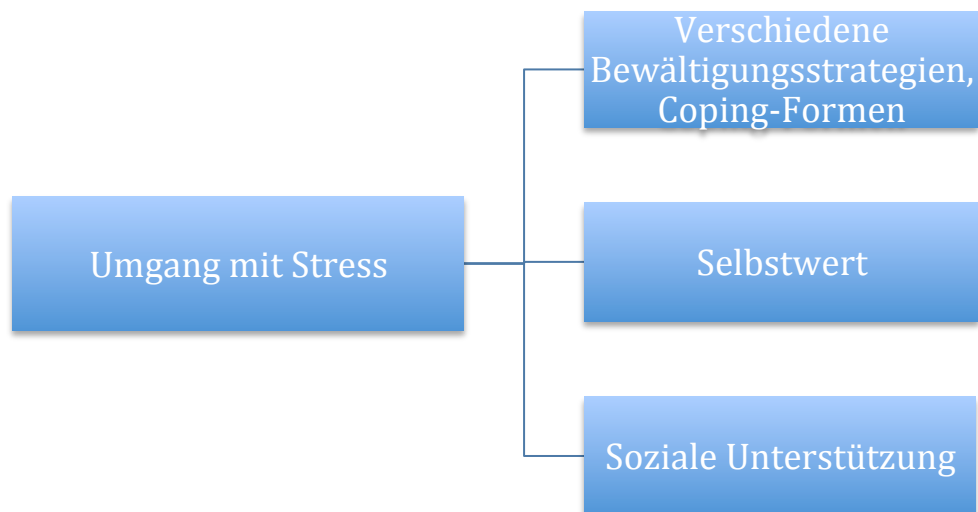 Verschiedene
Bewältigungsstrategien,
Coping-Formen
Umgang mit Stress
Selbstwert
Soziale Unterstützung